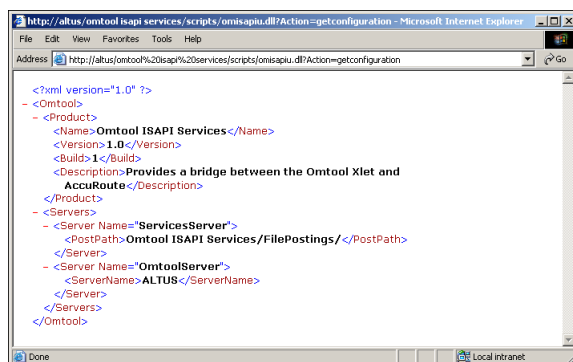 http://altus/omtool isapi services/scripts/omisapiu.dll?Action=getconfiguration - Microsoft Internet Explorer
File Edit View Favorites Tools Help
Address http://altus/omtool%20isapi%20services/scripts/omisapiu.dll?Action=getconfiguration Go
<?xml version="1.0" ?>
- <Omtool>
- <Product>
<Name>Omtool ISAPI Services</Name>
<Version>1.0</Version>
<Build>1</Build>
<Description>Provides a bridge between the Omtool Xlet and
AccuRoute</Description>
</Product>
- <Servers>
- <Server Name="ServicesServer">
<PostPath>Omtool ISAPI Services/FilePostings/</PostPath>
</Server>
- <Server Name="OmtoolServer">
<ServerName>ALTUS</ServerName>
</Server>
</Servers>
</Omtool>
Done Local intranet